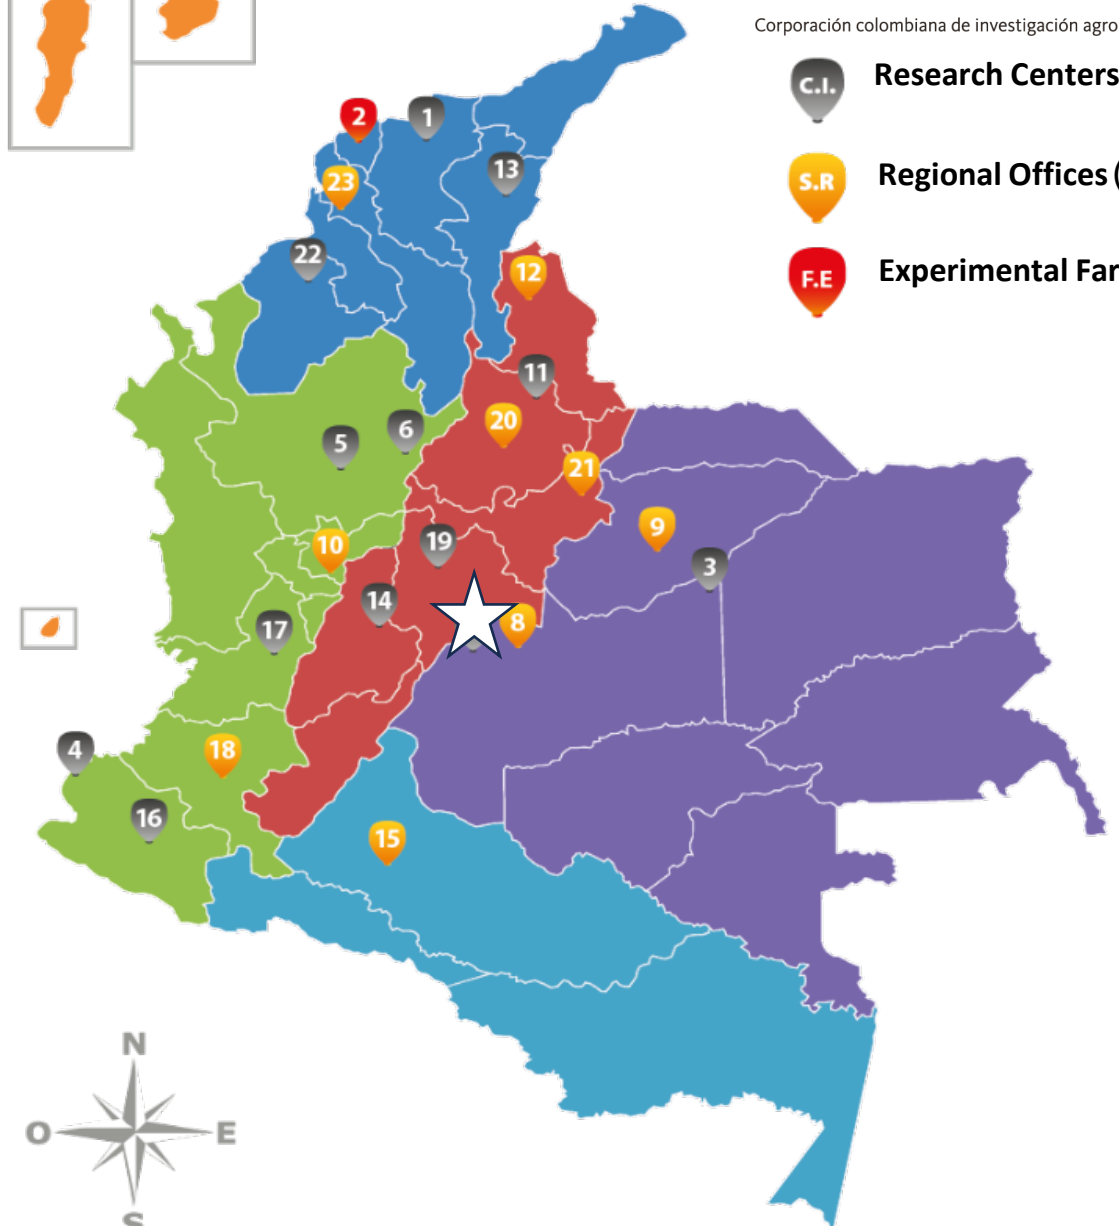 Corporación colombiana de investigación agro
C.I.
Research Centers
S.R
Regional Offices (
F.E
Experimental Far
2
1
13
23
22
12
11
20
6
5
21
9
10
19
3
14
8
17
4
18
16
15
N
O
E
S